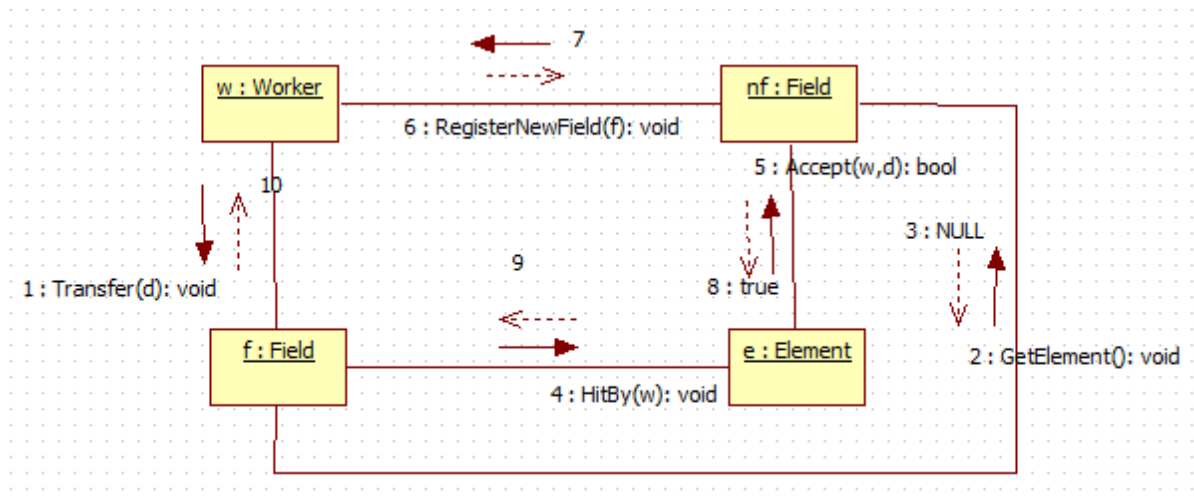 7
w : Worker
nf : Field
6 : RegisterNewField(f): void
5 : Accept(w,d): bool
10
3 : NULL
9
1 : Transfer(d): void
8 : true
f : Field
e : Element
2 : GetElement(): void
4 : HitBy(w): void